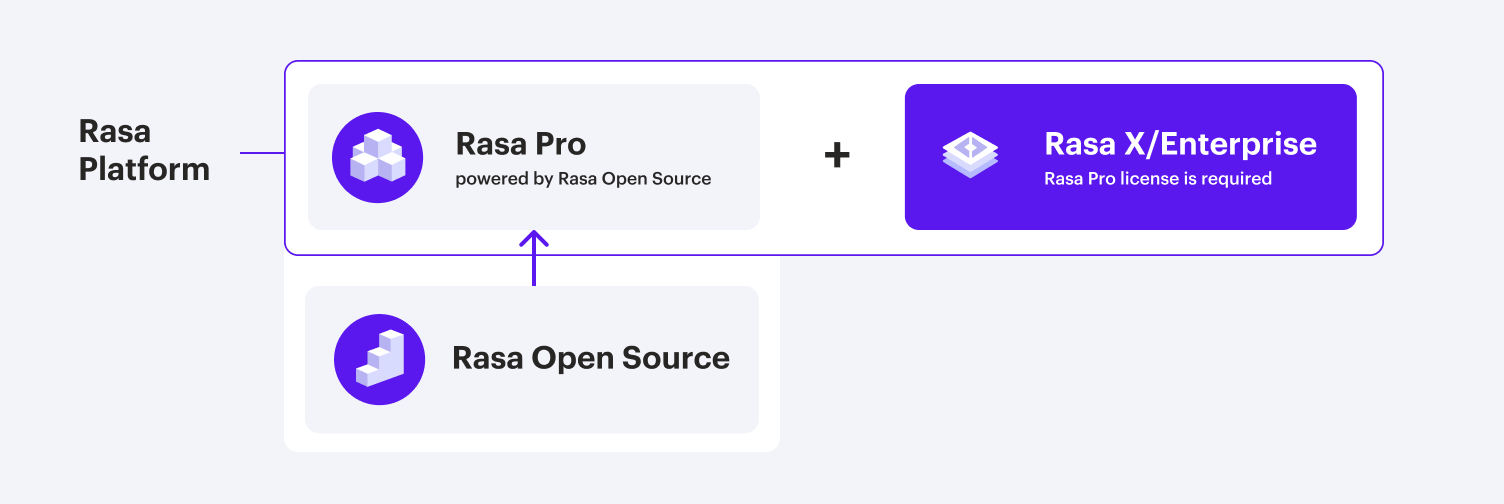 Rasa
Platform
Rasa Pro
powered by Rasa Open Source
+
Rasa X/Enterprise
Rasa Pro license is required
Rasa Open Source